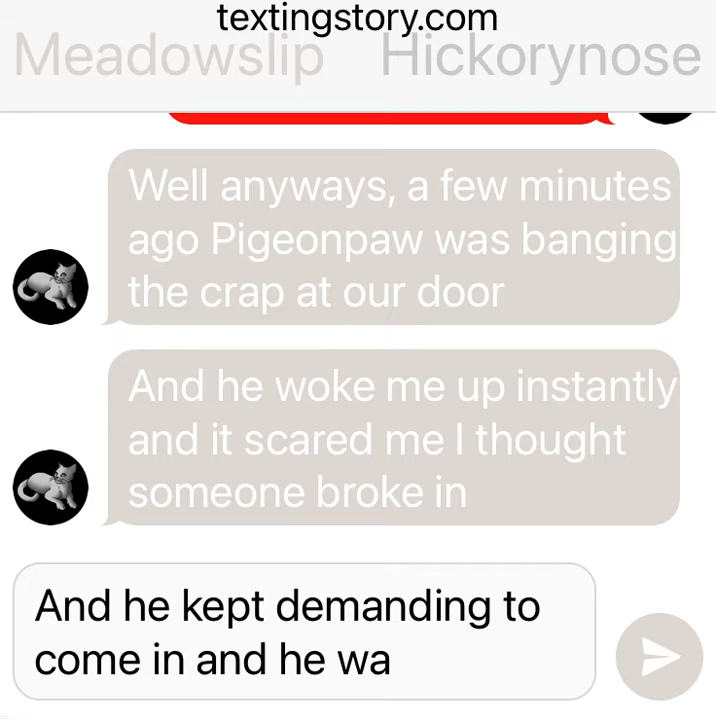 textingstory.com
Meadowslip Hickorynose
Well anyways, a few minutes
ago Pigeonpaw was banging
the crap at our door
And he woke me up instantly
and it scared me I thought
someone broke in
And he kept demanding to
come in and he wa